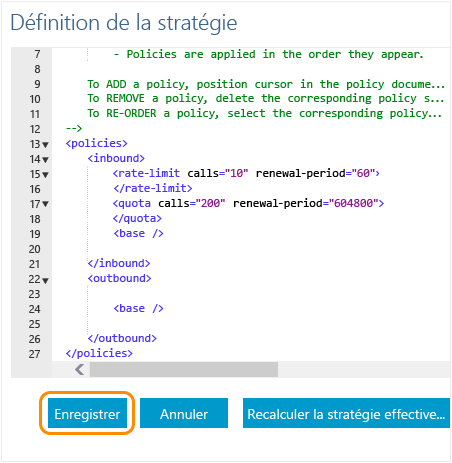 Définition de la stratégie
7 - Policies are applied in the order they appear.
8
9 To ADD a policy, position cursor in the policy docume...
10 To REMOVE a policy, delete the corresponding policy s...
11 To RE-ORDER a policy, select the corresponding policy...
12 -->
13 <policies>
14 <inbound>
15 <rate-limit calls="10" renewal-period="60">
16 </rate-limit>
17 <quota calls="200" renewal-period="604800">
18 </quota>
19 <base />
20
21 </inbound>
22 <outbound>
23
24 <base />
25
26 </outbound>
27 </policies>
Enregistrer Annuler Recalculer la stratégie effective...